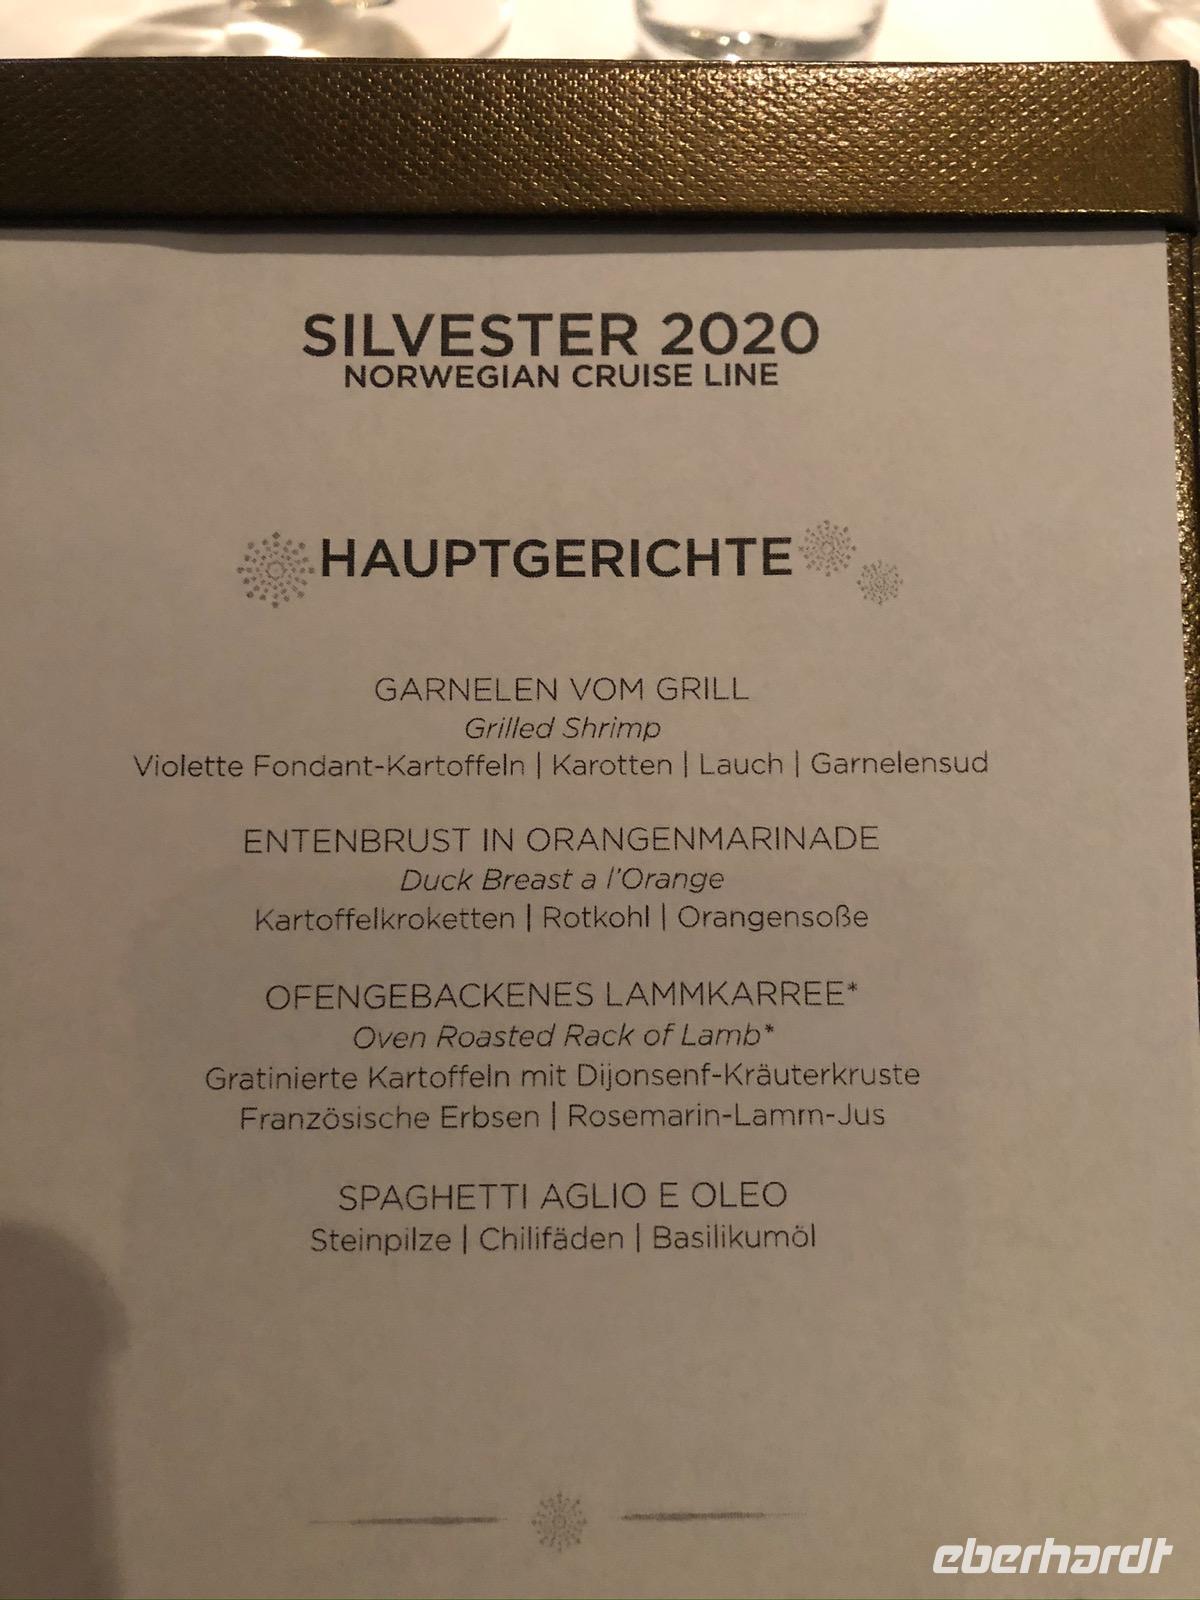 SILVESTER 2020
NORWEGIAN CRUISE LINE
HAUPTGERICHTE
GARNELEN VOM GRILL
Grilled Shrimp
Violette Fondant-Kartoffeln | Karotten | Lauch | Garnelensud
ENTENBRUST IN ORANGENMARINADE
Duck Breast a l'Orange
Kartoffelkroketten | Rotkohl | Orangensoße
OFENGEBACKENES LAMMKARREE*
Oven Roasted Rack of Lamb*
Gratinierte Kartoffeln mit Dijonsenf-Kräuterkruste
Französische Erbsen | Rosemarin-Lamm-Jus
SPAGHETTI AGLIO E OLEO
Steinpilze | Chilifäden | Basilikumöl
eberhardt